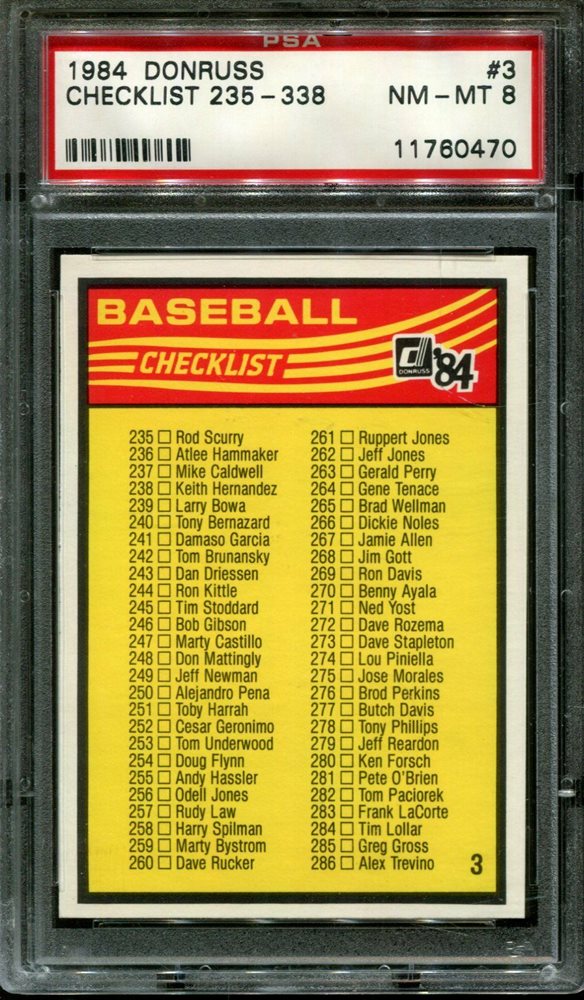 PSA
1984 DONRUSS #3
CHECKLIST 235-338 NM-MT 8
11760470
BASEBALL
CHECKLIST
DONRUSS '84
235 Rod Scurry
236 Atlee Hammaker
237 Mike Caldwell
238 Keith Hernandez
239 Larry Bowa
240 Tony Bernazard
241 Damaso Garcia
242 Tom Brunansky
243 Dan Driessen
244 Ron Kittle
245 Tim Stoddard
246 Bob Gibson
247 Marty Castillo
248 Don Mattingly
249 Jeff Newman
250 Alejandro Pena
251 Toby Harrah
252 Cesar Geronimo
253 Tom Underwood
254 Doug Flynn
255 Andy Hassler
256 Odell Jones
257 Rudy Law
258 Harry Spilman
259 Marty Bystrom
260 Dave Rucker
261 Ruppert Jones
262 Jeff Jones
263 Gerald Perry
264 Gene Tenace
265 Brad Wellman
266 Dickie Noles
267 Jamie Allen
268 Jim Gott
269 Ron Davis
270 Benny Ayala
271 Ned Yost
272 Dave Rozema
273 Dave Stapleton
274 Lou Piniella
275 Jose Morales
276 Brod Perkins
277 Butch Davis
278 Tony Phillips
279 Jeff Reardon
280 Ken Forsch
281 Pete O'Brien
282 Tom Paciorek
283 Frank LaCorte
284 Tim Lollar
285 Greg Gross
286 Alex Trevino
3